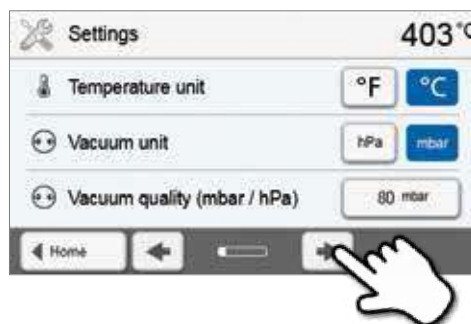 Settings 403°C
Temperature unit °F °C
Vacuum unit hPa mbar
Vacuum quality (mbar / hPa) 80 mbar
Home